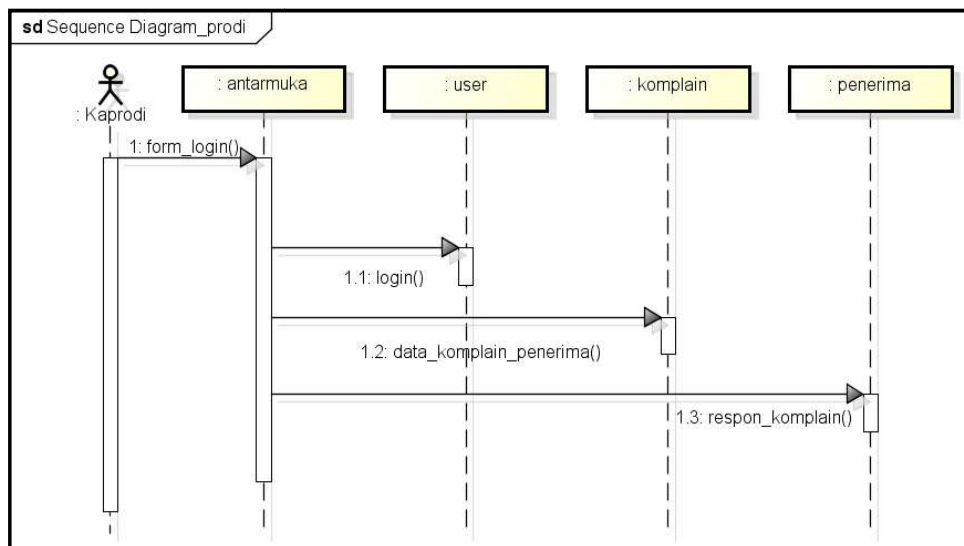 sd Sequence Diagram_prodi
: Kaprodi
: antarmuka
: user
: komplain
: penerima
1: form_login()
1.1: login()
1.2: data_komplain_penerima()
1.3: respon_komplain()